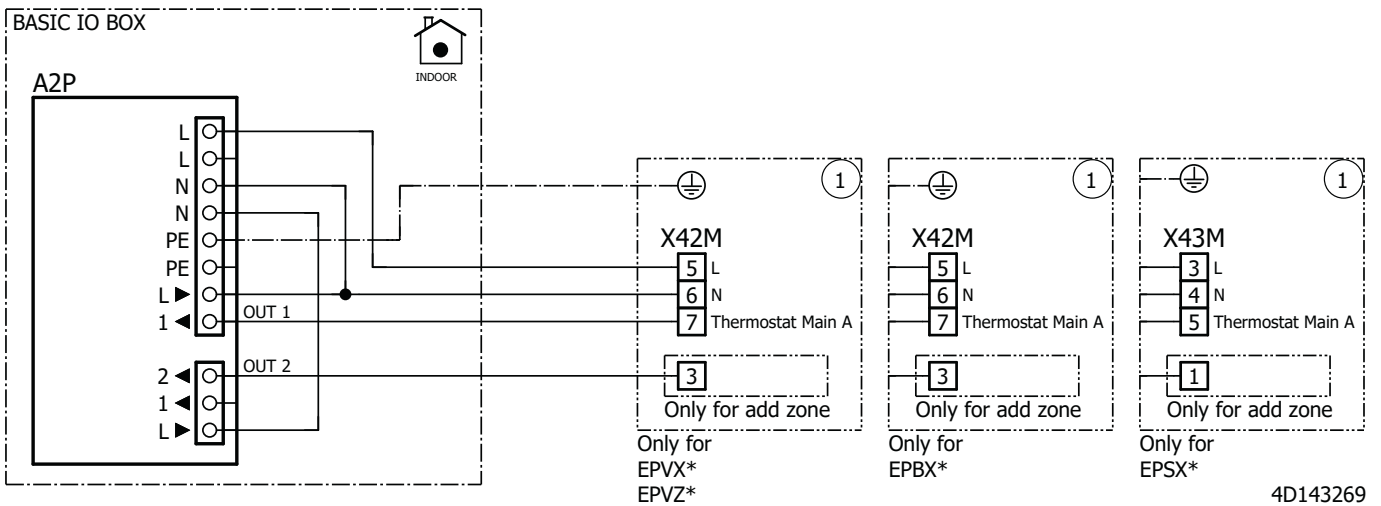 BASIC IO BOX
INDOOR
A2P
L
L
N
N
PE
PE
L ▶
1 ◀ OUT 1
2 ◀ OUT 2
1 ◀
L ▶
1
X42M
5 L
6 N
7 Thermostat Main A
3
Only for add zone
Only for
EPVX*
EPVZ*
1
X42M
5 L
6 N
7 Thermostat Main A
3
Only for add zone
Only for
EPBX*
1
X43M
3 L
4 N
5 Thermostat Main A
1
Only for add zone
Only for
EPSX*
4D143269